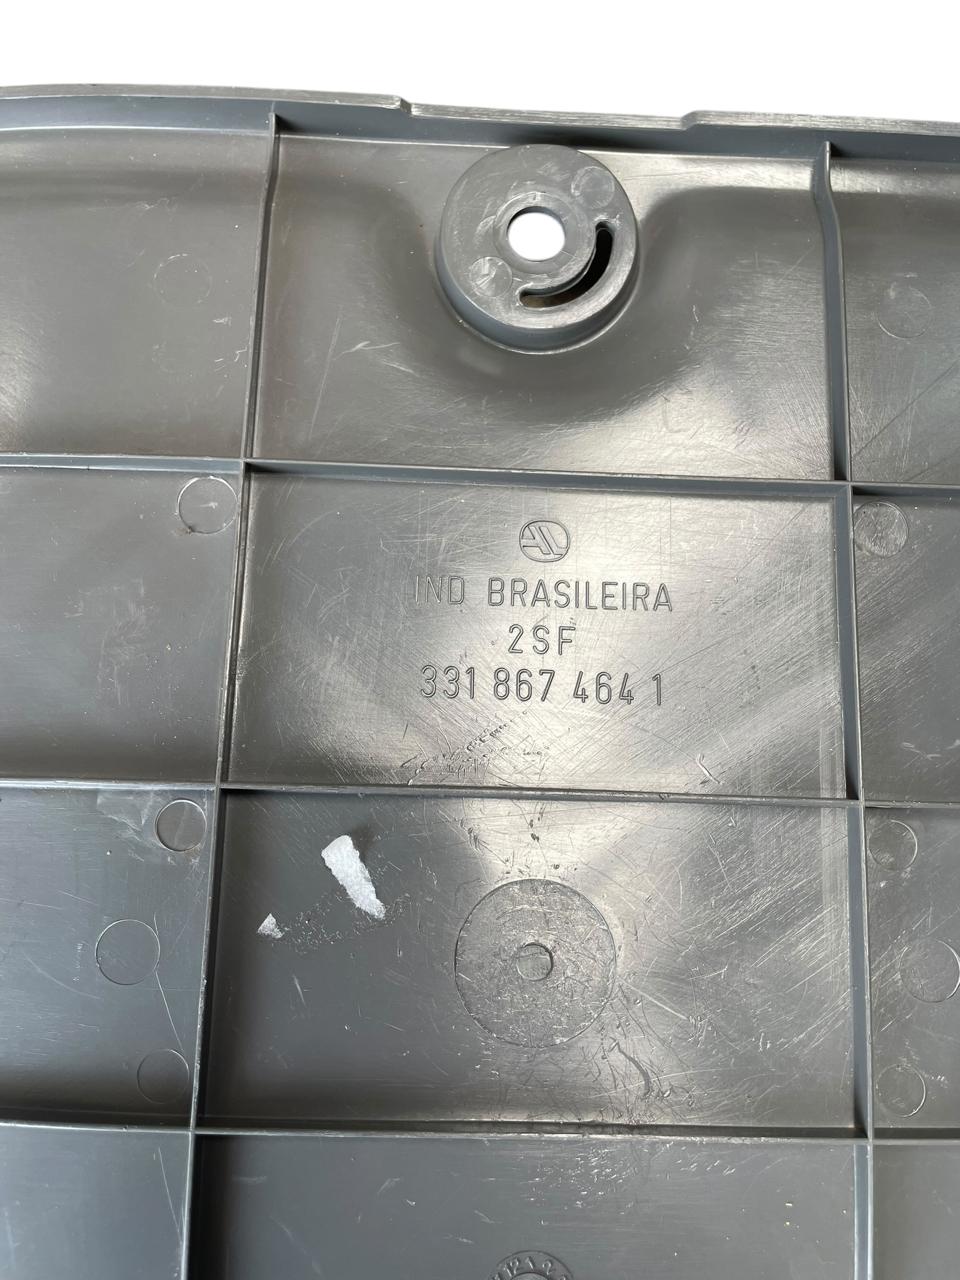 IND BRASILEIRA
2SF
331 867 464 1